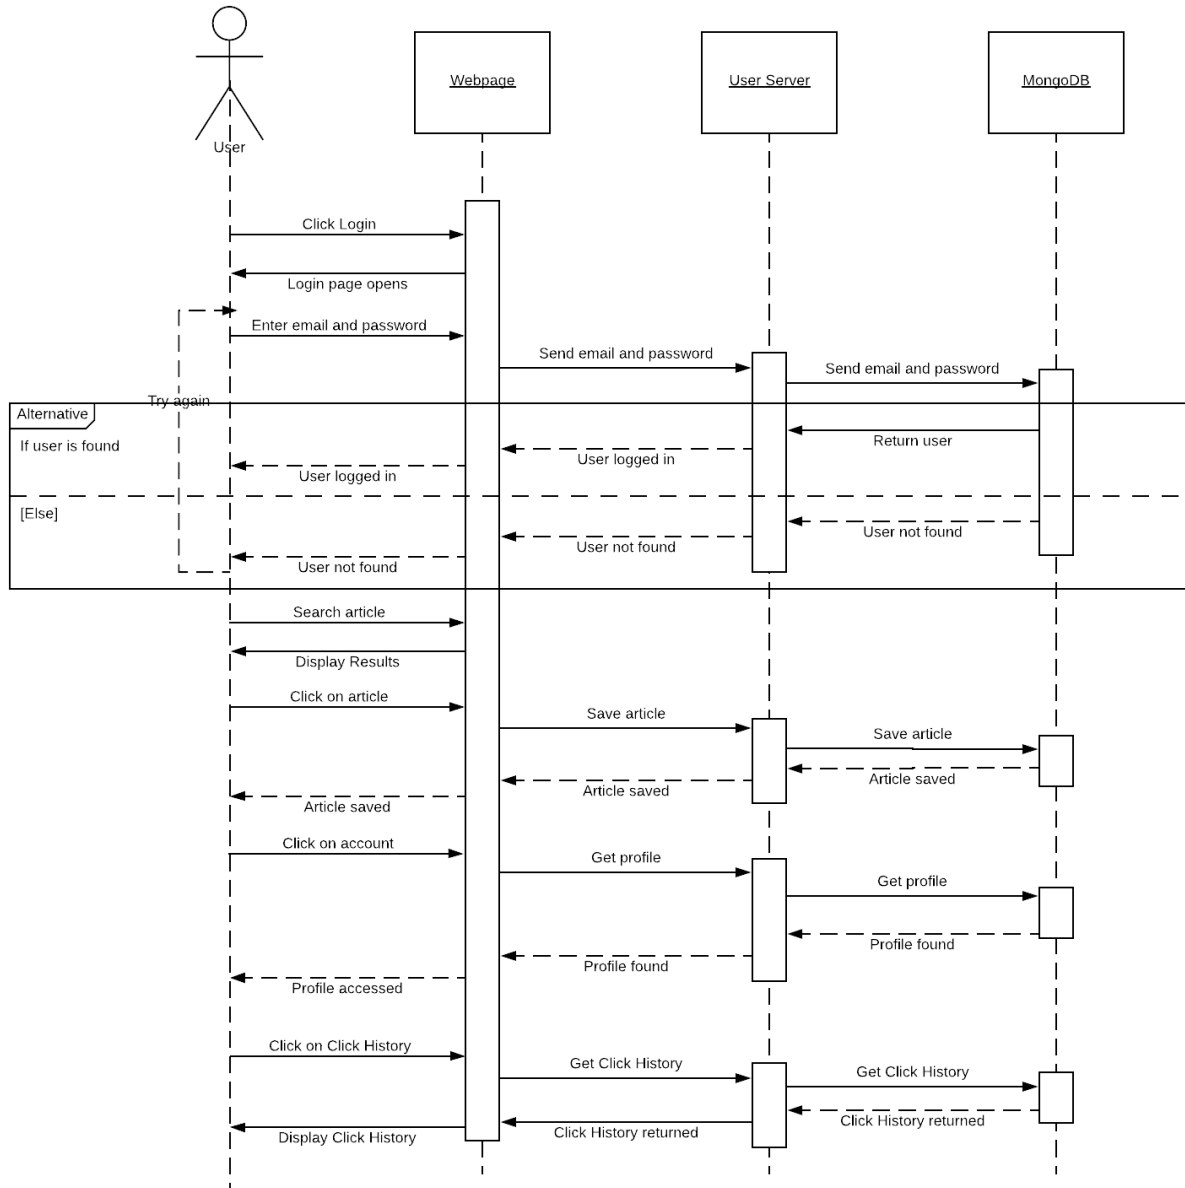 Webpage
User Server
MongoDB
User
Click Login
Login page opens
Enter email and password
Send email and password
Send email and password
Try again
Alternative
If user is found
Return user
User logged in
User logged in
[Else]
User not found
User not found
User not found
Search article
Display Results
Click on article
Save article
Save article
Article saved
Article saved
Article saved
Click on account
Get profile
Get profile
Profile found
Profile found
Profile accessed
Click on Click History
Get Click History
Get Click History
Click History returned
Click History returned
Display Click History